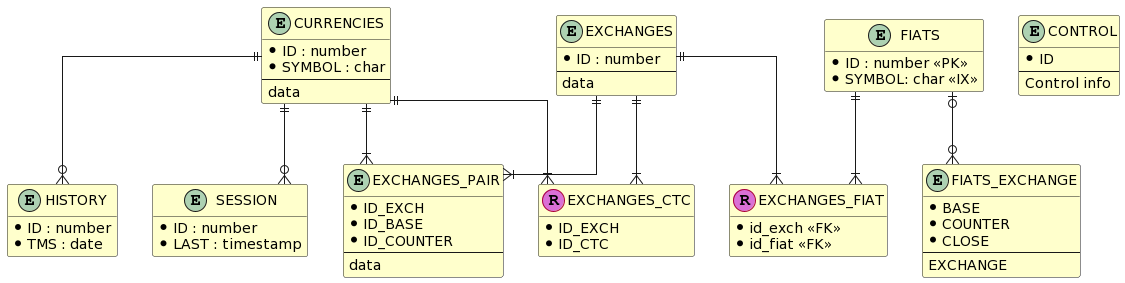 E CURRENCIES
ID : number
SYMBOL : char
data
E EXCHANGES
ID : number
data
E FIATS
ID : number «PK»
SYMBOL: char «IX»
E CONTROL
ID
Control info
E HISTORY
ID : number
TMS : date
E SESSION
ID : number
LAST : timestamp
E EXCHANGES_PAIR
ID_EXCH
ID_BASE
ID_COUNTER
data
R EXCHANGES_CTC
ID_EXCH
ID_CTC
R EXCHANGES_FIAT
id_exch «FK»
id_fiat «FK»
E FIATS_EXCHANGE
BASE
COUNTER
CLOSE
EXCHANGE